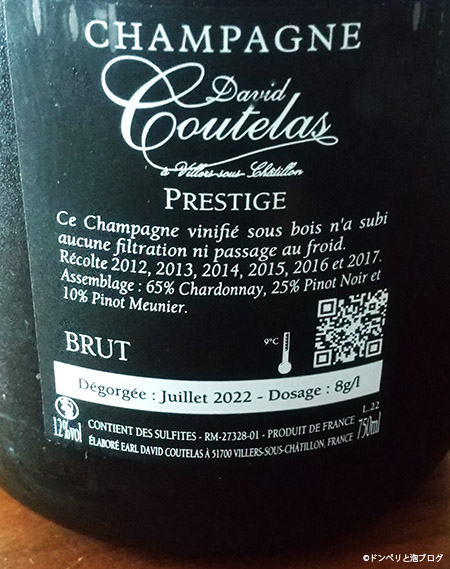 CHAMPAGNE
David
Coutelas
à Villers-sous-Châtillon
PRESTIGE
Ce Champagne vinifié sous bois n'a subi
aucune filtration ni passage au froid.
Récolte 2012, 2013, 2014, 2015, 2016 et 2017.
Assemblage : 65% Chardonnay, 25% Pinot Noir et
10% Pinot Meunier.
BRUT
9°C
Dégorgée : Juillet 2022 - Dosage : 8g/l
L.22
12%vol
CONTIENT DES SULFITES - RM-27328-01 - PRODUIT DE FRANCE
750ml
ÉLABORÉ EARL DAVID COUTELAS À 51700 VILLERS-SOUS-CHÂTILLON, FRANCE
©ドンペリと泡ブログ